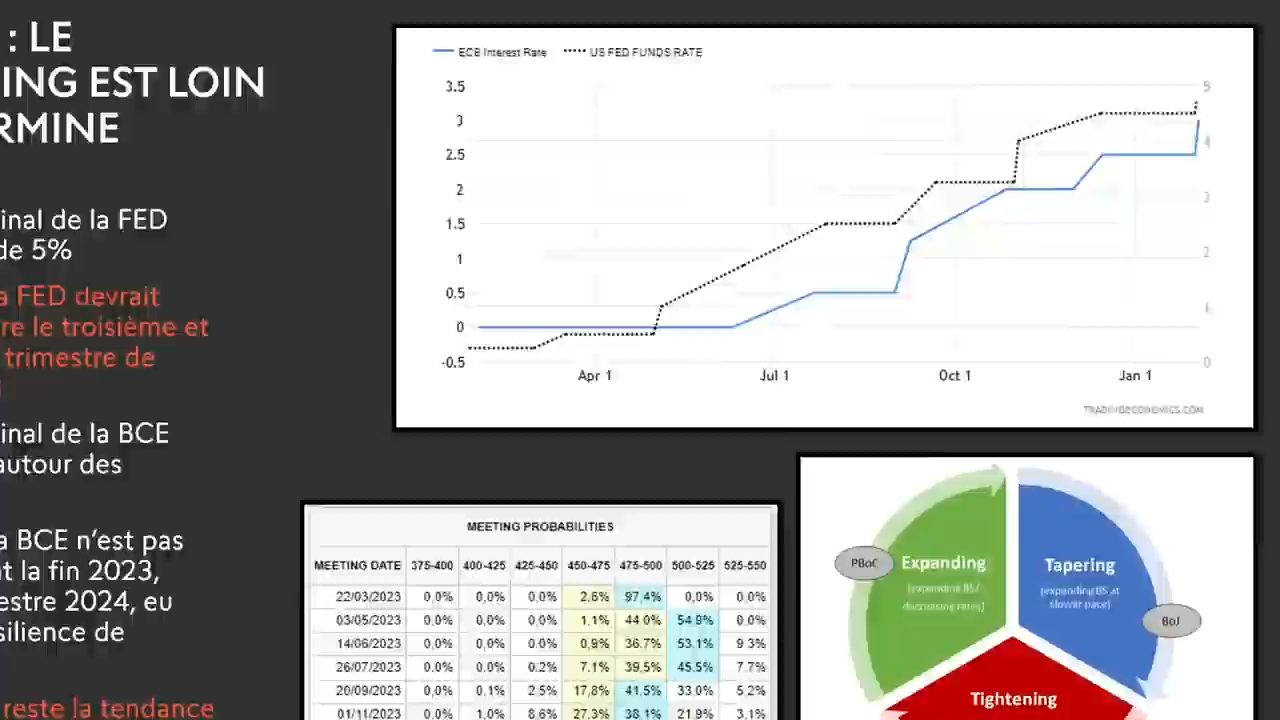 : LE
ING EST LOIN
RMINE
inal de la FED
de 5%
a FED devrait
re le troisième et
trimestre de
inal de la BCE
autour des
a BCE n'est pas
t la fin 2023,
estre 2024, eu
silience de
reste la tendance
ECB Interest Rate US FED FUNDS RATE
3.5 5
3
2.5 4
2
1.5 3
1 2
0.5 1
0
-0.5 0
Apr 1 Jul 1 Oct 1 Jan 1
TRADINGECONOMICS.COM
MEETING PROBABILITIES
MEETING DATE 375-400 400-425 425-450 450-475 475-500 500-525 525-550
22/03/2023 0,0% 0,0% 0,0% 2,6% 97,4% 0,0% 0,0%
03/05/2023 0,0% 0,0% 0,0% 1,1% 44,0% 54,9% 0,0%
14/06/2023 0,0% 0,0% 0,0% 0,9% 36,7% 53,1% 9,3%
26/07/2023 0,0% 0,0% 0,2% 7,1% 39,5% 45,5% 7,7%
20/09/2023 0,0% 0,1% 2,5% 17,8% 41,5% 33,0% 5,2%
01/01/2023 0,0% 1,0% 8,6% 27,3% 38,1% 21,9% 3,1%
PBoC
Expanding
(expanding BS/
decreasing rates)
Tapering
(expanding BS at
slower pace)
BoJ
Tightening